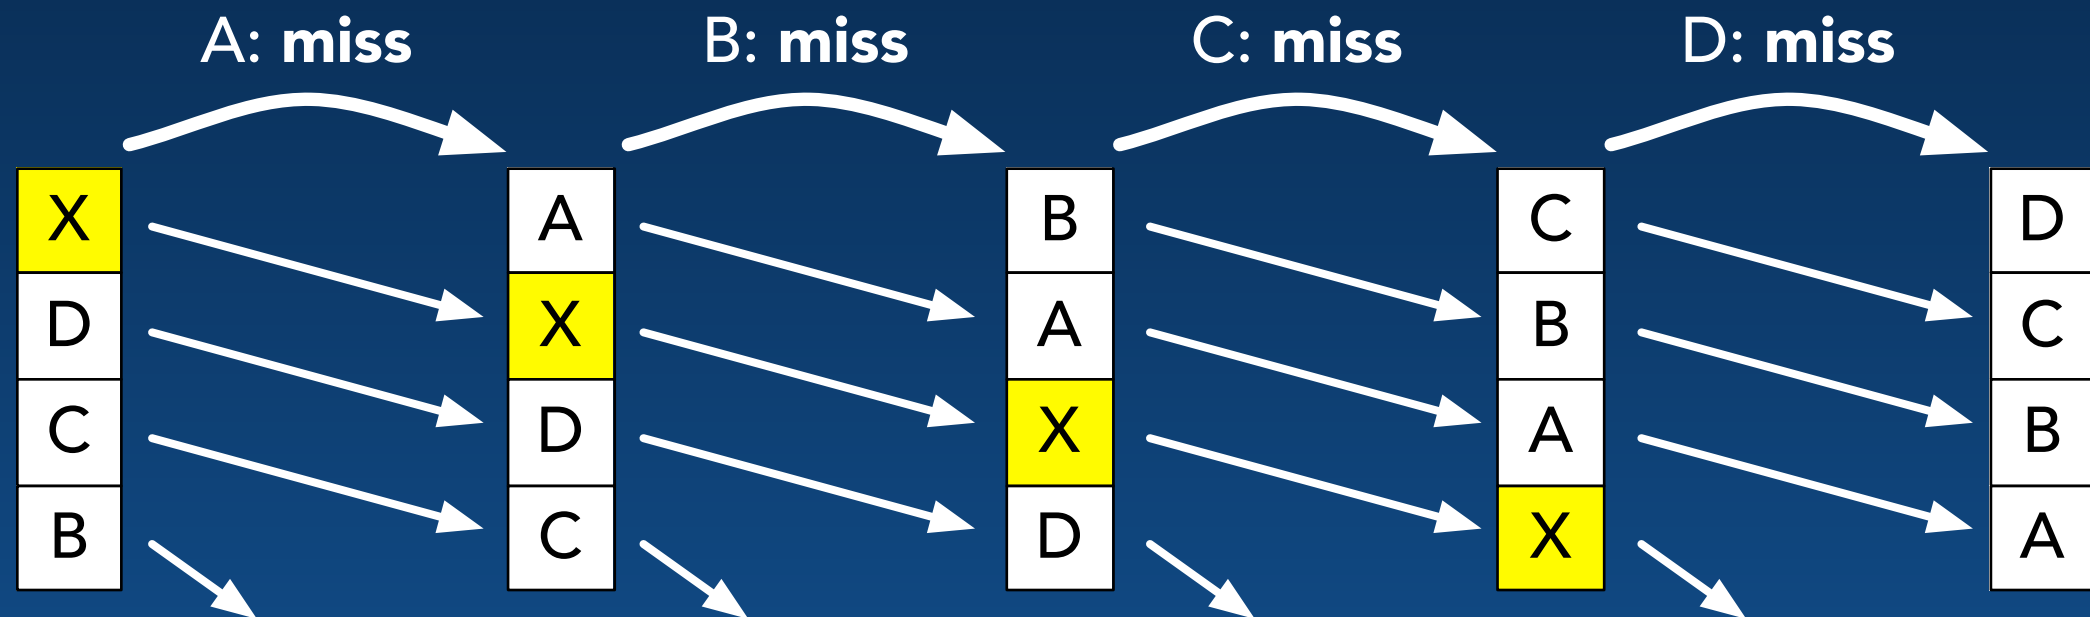 A: miss B: miss C: miss D: miss
X A B C D
D X A B C
C D X A B
B C D X A